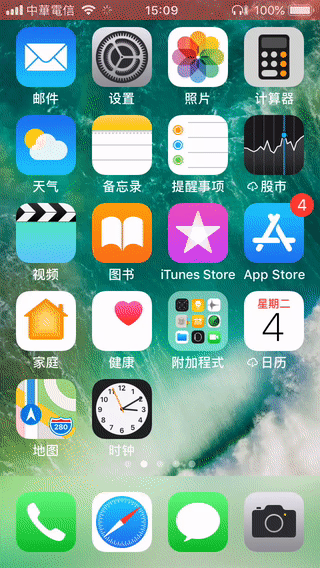 中華電信 15:09 100%
邮件 设置 照片 计算器
天气 备忘录 提醒事项 股市
4
视频 图书 iTunes Store App Store
星期二
4
家庭 健康 附加程式 日历
280
地图 时钟